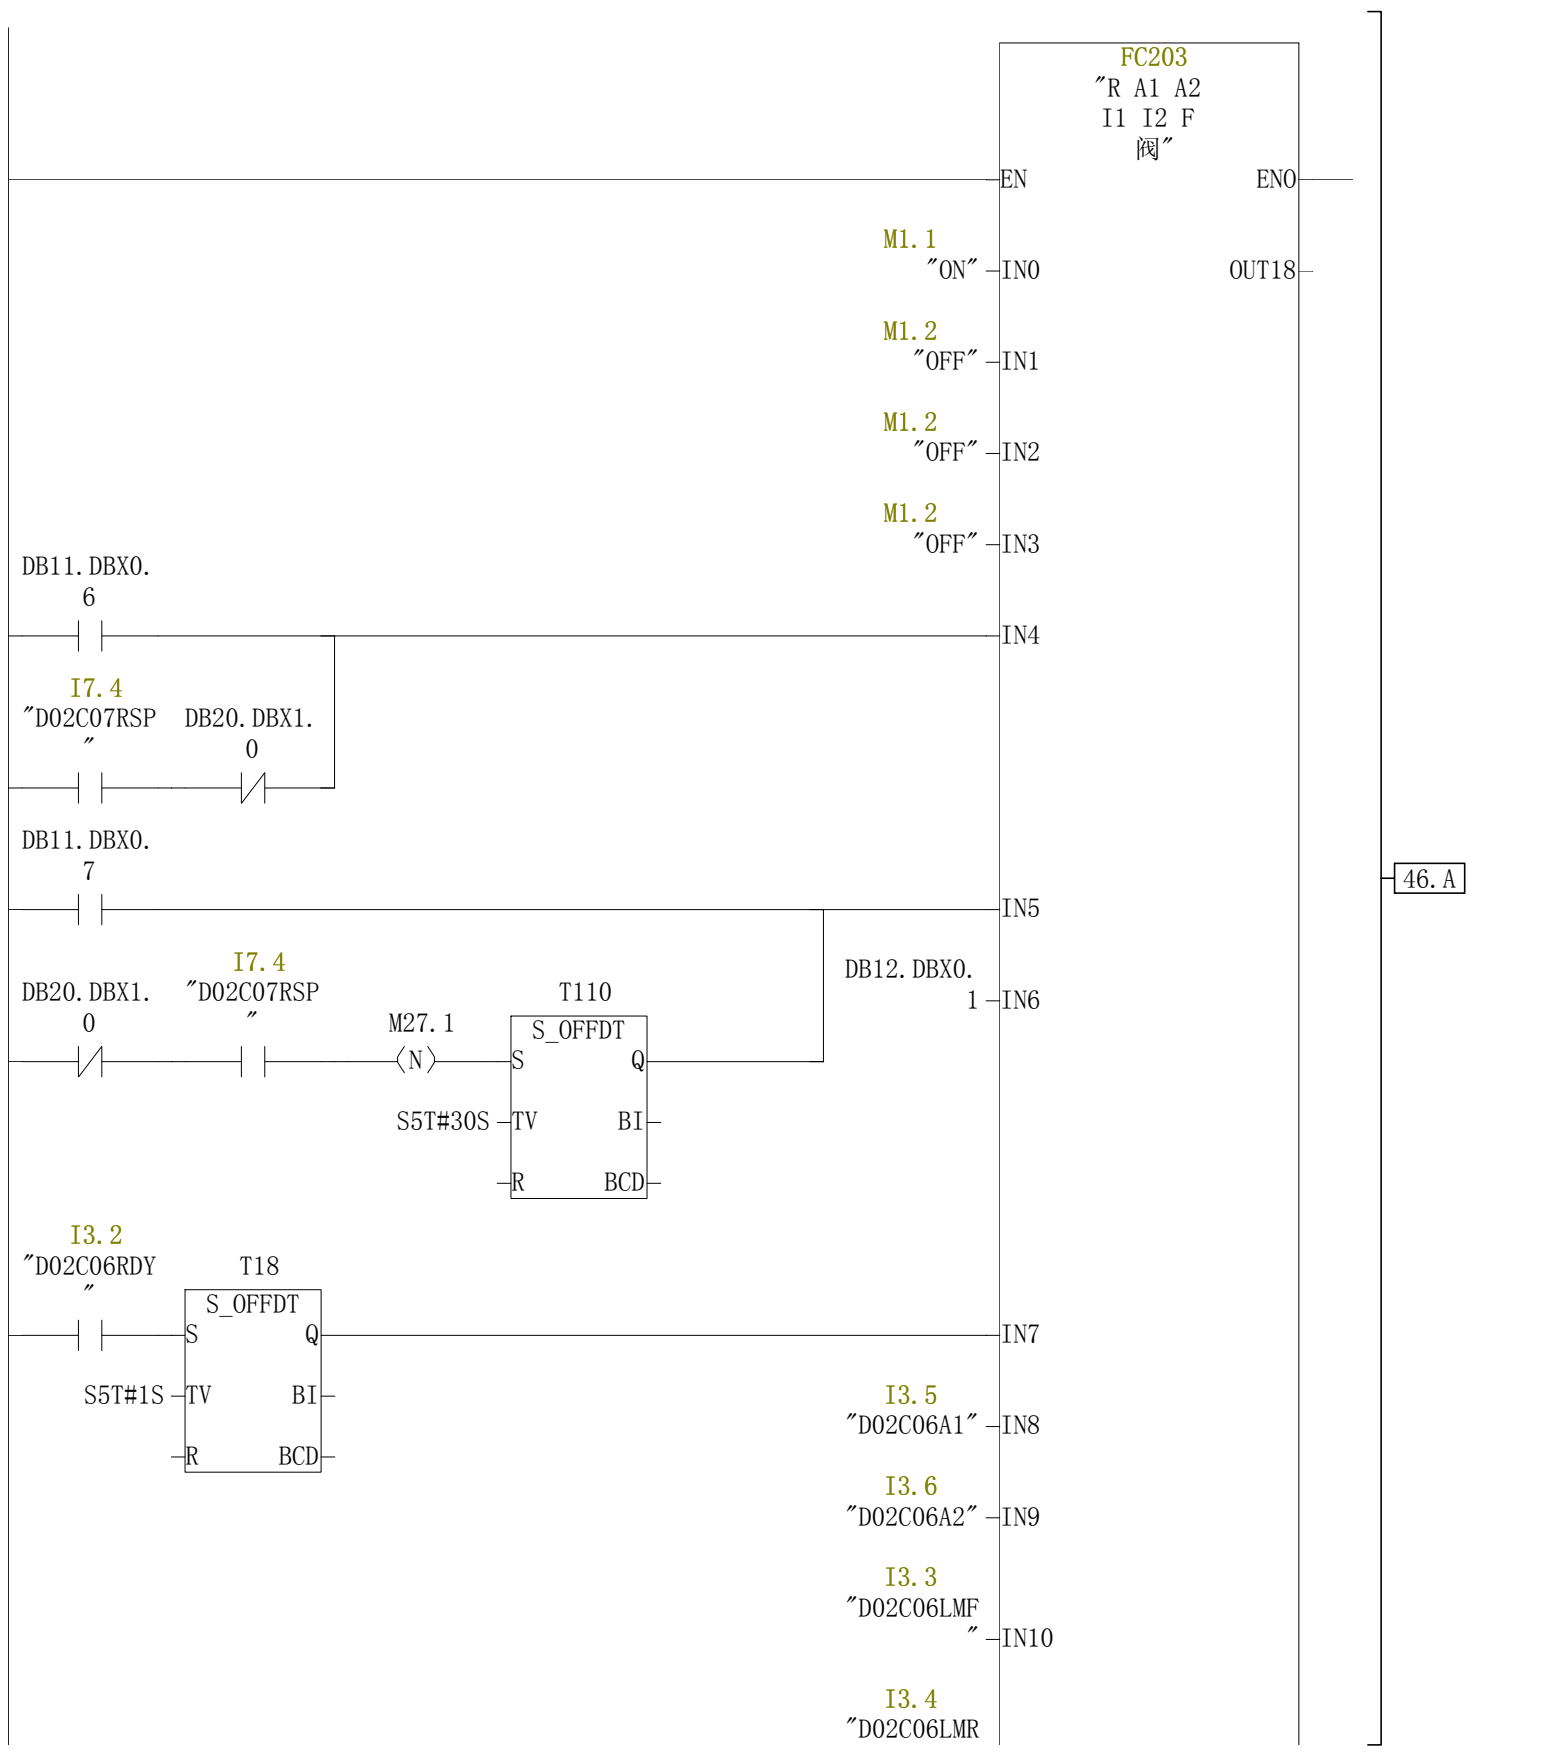 FC203
"R A1 A2
I1 I2 F
阀"
EN ENO
M1.1
"ON" IN0 OUT18
M1.2
"OFF" IN1
M1.2
"OFF" IN2
M1.2
"OFF" IN3
DB11.DBX0.
6
IN4
I7.4
"D02C07RSP DB20.DBX1.
" 0
DB11.DBX0.
7
46.A
IN5
I7.4
DB12.DBX0.
DB20.DBX1. "D02C07RSP T110
1 IN6
0 " M27.1
S_OFFDT
(N) S Q
S5T#30S TV BI
R BCD
I3.2
"D02C06RDY T18
"
S_OFFDT
S Q IN7
S5T#1S TV BI
I3.5
"D02C06A1" IN8
R BCD
I3.6
"D02C06A2" IN9
I3.3
"D02C06LMF
" IN10
I3.4
"D02C06LMR